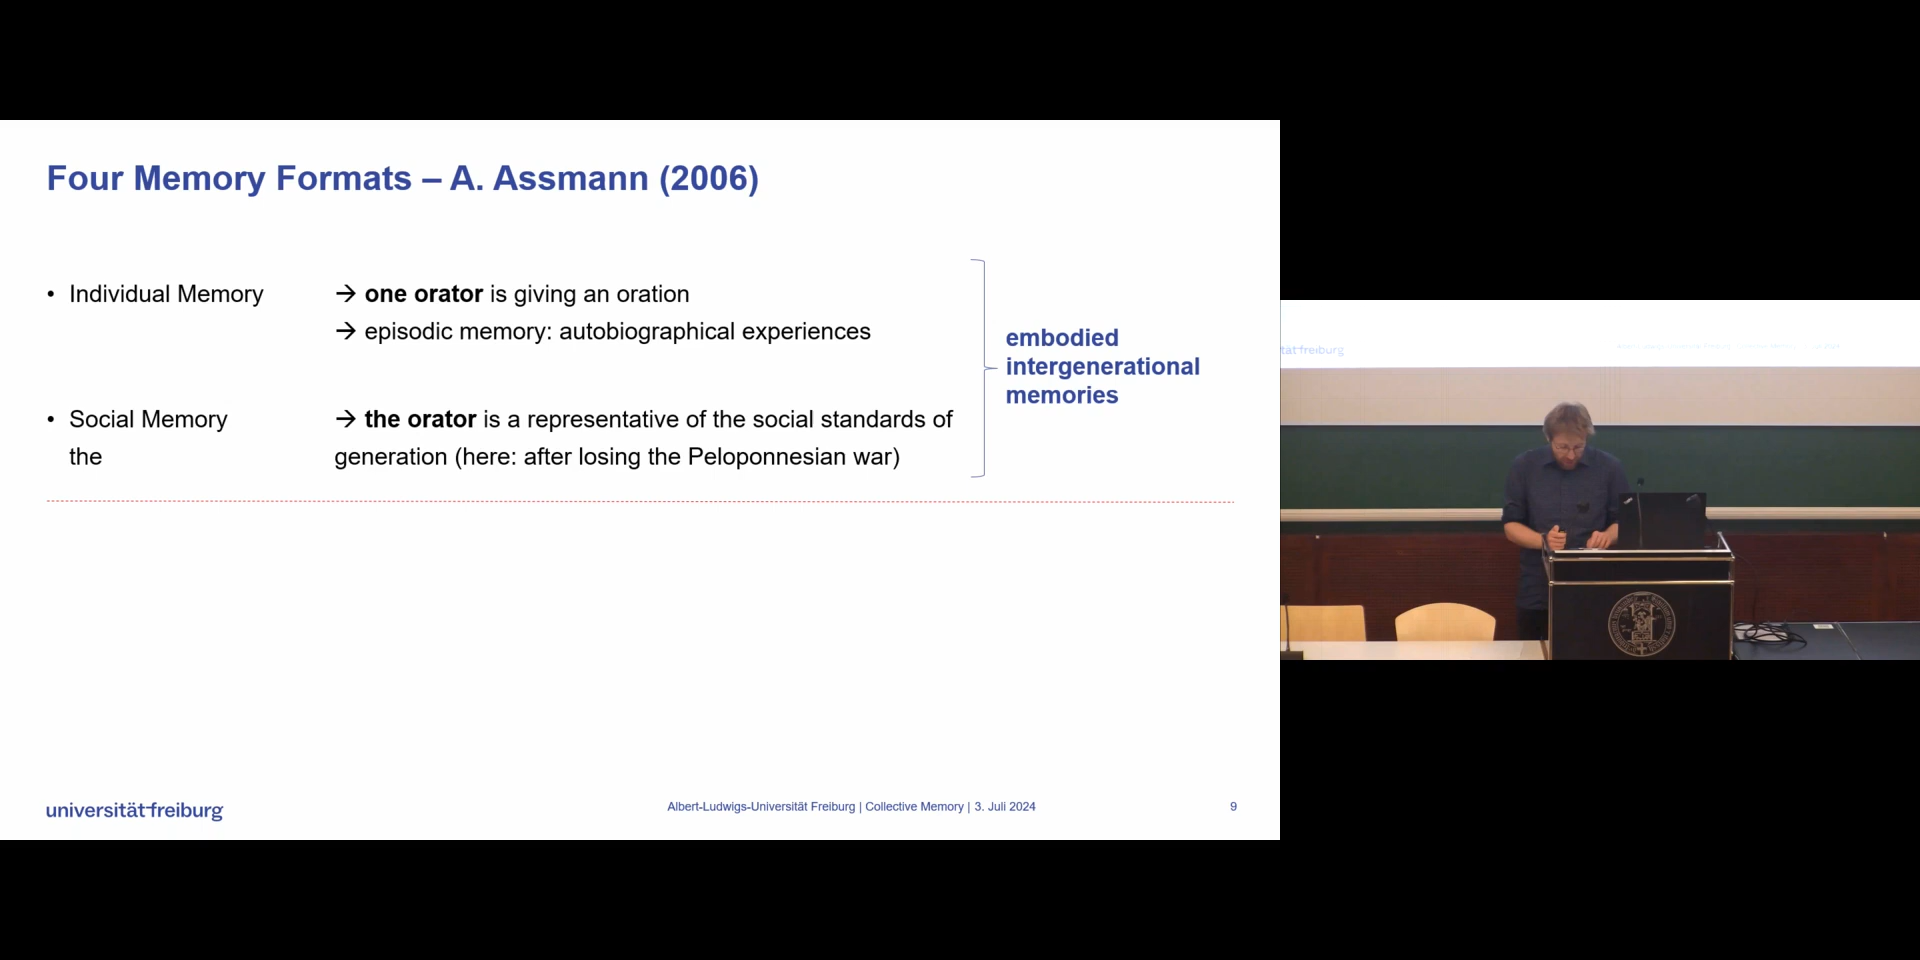 Four Memory Formats – A. Assmann (2006)
• Individual Memory → one orator is giving an oration
→ episodic memory: autobiographical experiences
embodied
intergenerational
memories
• Social Memory → the orator is a representative of the social standards of
the generation (here: after losing the Peloponnesian war)
universität freiburg
Albert-Ludwigs-Universität Freiburg | Collective Memory | 3. Juli 2024
9
tät freiburg